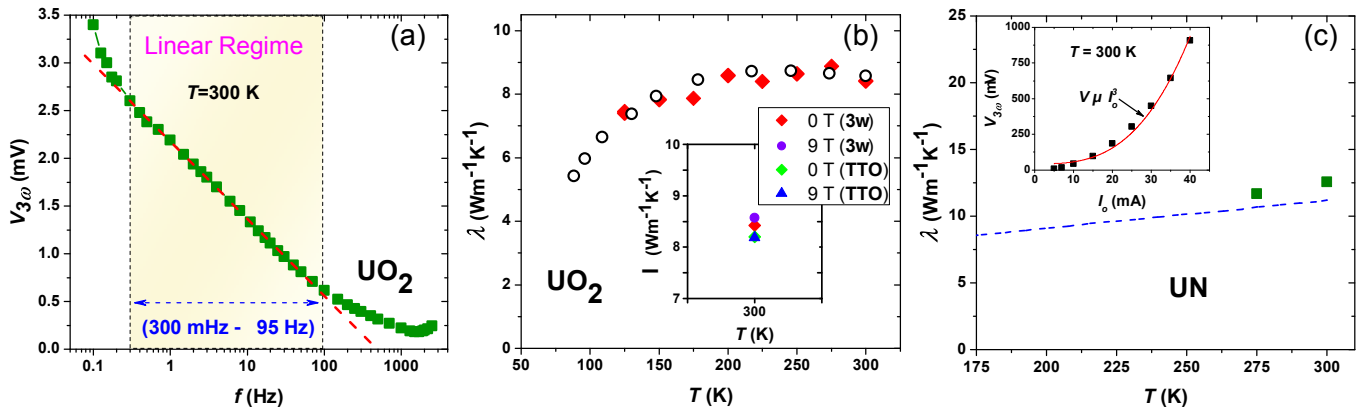 (a)
Linear Regime
T=300 K
UO2
(300 mHz - 95 Hz)
V3ω (mV)
3.5
3.0
2.5
2.0
1.5
1.0
0.5
0.0
0.1 1 10 100 1000
f (Hz)
(b)
λ (Wm-1K-1)
10
8
6
4
2
0
0 T (3w)
9 T (3w)
0 T (TTO)
9 T (TTO)
I (Wm-1K-1)
10
9
8
7
300
T (K)
UO2
50 100 150 200 250 300
T (K)
(c)
λ (Wm-1K-1)
25
20
15
10
5
0
T = 300 K
V μ Io3
V3ω (mV)
1000
750
500
250
0
0 10 20 30 40
Io (mA)
UN
175 200 225 250 275 300
T (K)